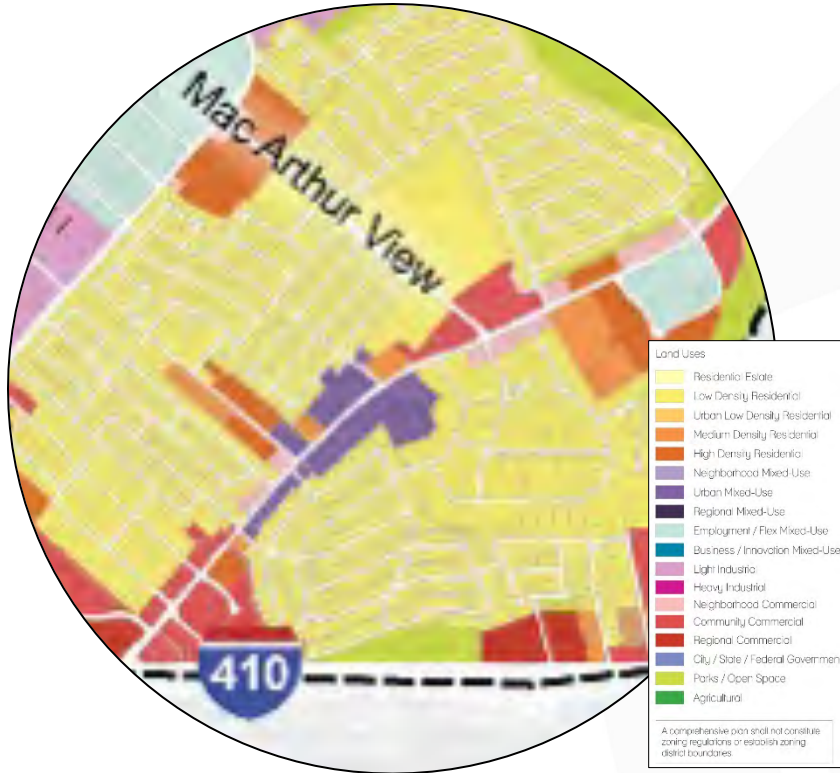 Mac Arthur View
410
Land Uses
Residential Estate
Low Density Residential
Urban Low Density Residential
Medium Density Residential
High Density Residential
Neighborhood Mixed-Use
Urban Mixed-Use
Regional Mixed-Use
Employment / Flex Mixed-Use
Business / Innovation Mixed-Use
Light Industrial
Heavy Industrial
Neighborhood Commercial
Community Commercial
Regional Commercial
City / State / Federal Governmen
Parks / Open Space
Agricultural
A comprehensive plan shall not constitute
zoning regulations or establish zoning
district boundaries.